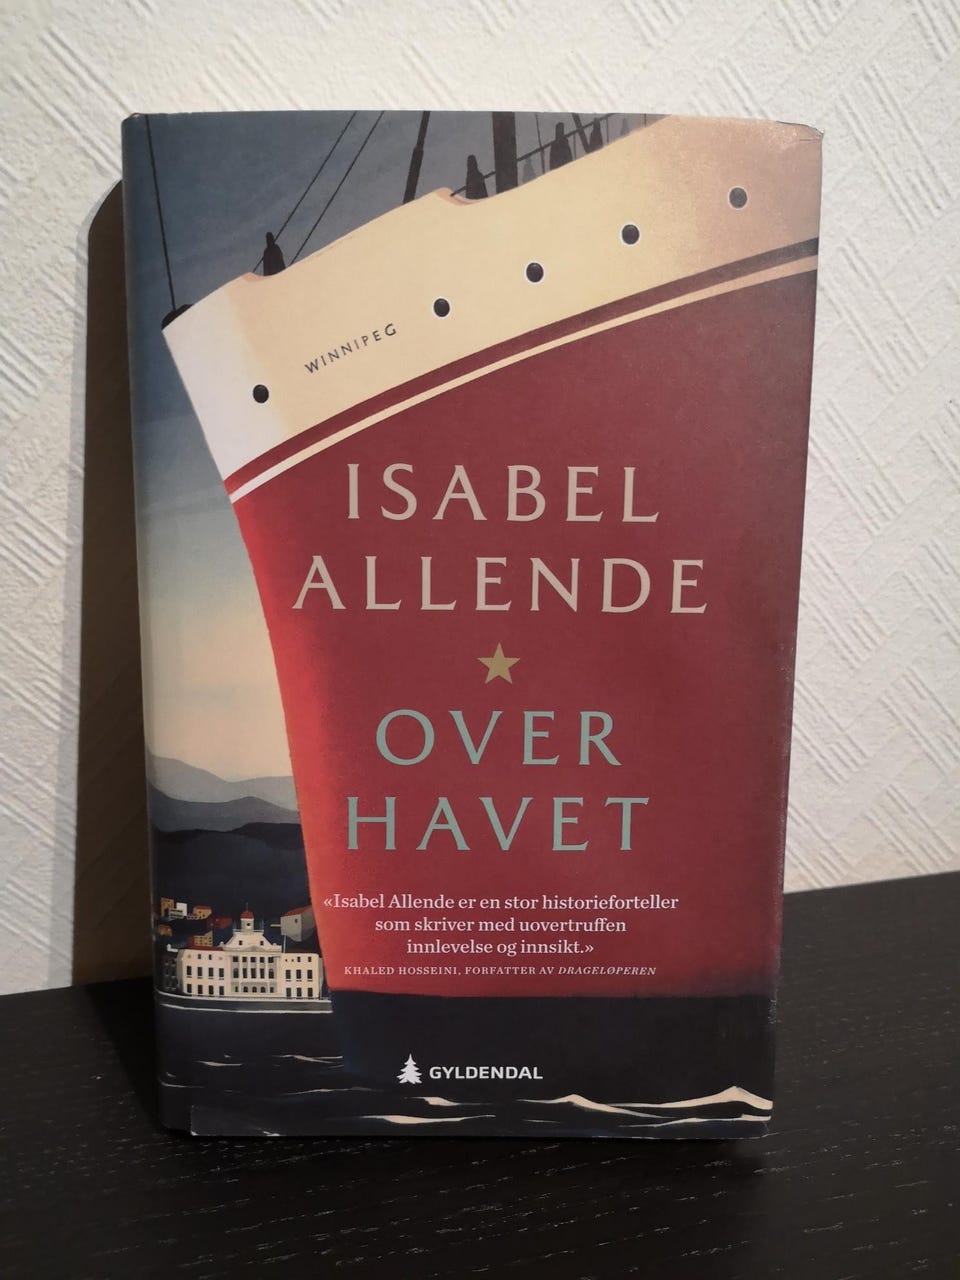 WINNIPEG
ISABEL
ALLENDE
OVER
HAVET
«Isabel Allende er en stor historieforteller
som skriver med uovertruffen
innlevelse og innsikt.»
KHALED HOSSEINI, FORFATTER AV DRAGELØPEREN
GYLDENDAL